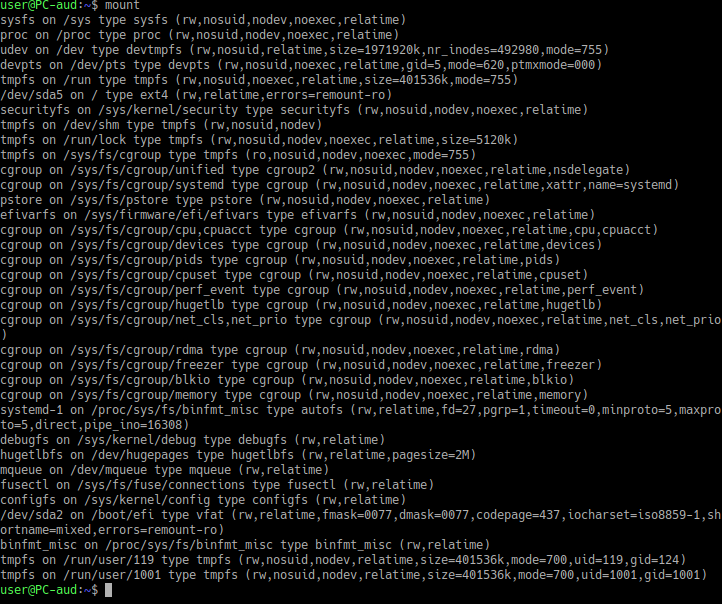 user@PC-aud:~$ mount
sysfs on /sys type sysfs (rw,nosuid,nodev,noexec,relatime)
proc on /proc type proc (rw,nosuid,nodev,noexec,relatime)
udev on /dev type devtmpfs (rw,nosuid,relatime,size=1971920k,nr_inodes=492980,mode=755)
devpts on /dev/pts type devpts (rw,nosuid,noexec,relatime,gid=5,mode=620,ptmxmode=000)
tmpfs on /run type tmpfs (rw,nosuid,noexec,relatime,size=401536k,mode=755)
/dev/sda5 on / type ext4 (rw,relatime,errors=remount-ro)
securityfs on /sys/kernel/security type securityfs (rw,nosuid,nodev,noexec,relatime)
tmpfs on /dev/shm type tmpfs (rw,nosuid,nodev)
tmpfs on /run/lock type tmpfs (rw,nosuid,nodev,noexec,relatime,size=5120k)
tmpfs on /sys/fs/cgroup type tmpfs (ro,nosuid,nodev,noexec,mode=755)
cgroup on /sys/fs/cgroup/unified type cgroup2 (rw,nosuid,nodev,noexec,relatime,nsdelegate)
cgroup on /sys/fs/cgroup/systemd type cgroup (rw,nosuid,nodev,noexec,relatime,xattr,name=systemd)
pstore on /sys/fs/pstore type pstore (rw,nosuid,nodev,noexec,relatime)
efivarfs on /sys/firmware/efi/efivars type efivarfs (rw,nosuid,nodev,noexec,relatime)
cgroup on /sys/fs/cgroup/cpu,cpuacct type cgroup (rw,nosuid,nodev,noexec,relatime,cpu,cpuacct)
cgroup on /sys/fs/cgroup/devices type cgroup (rw,nosuid,nodev,noexec,relatime,devices)
cgroup on /sys/fs/cgroup/pids type cgroup (rw,nosuid,nodev,noexec,relatime,pids)
cgroup on /sys/fs/cgroup/cpuset type cgroup (rw,nosuid,nodev,noexec,relatime,cpuset)
cgroup on /sys/fs/cgroup/perf_event type cgroup (rw,nosuid,nodev,noexec,relatime,perf_event)
cgroup on /sys/fs/cgroup/hugetlb type cgroup (rw,nosuid,nodev,noexec,relatime,hugetlb)
cgroup on /sys/fs/cgroup/net_cls,net_prio type cgroup (rw,nosuid,nodev,noexec,relatime,net_cls,net_prio
)
cgroup on /sys/fs/cgroup/rdma type cgroup (rw,nosuid,nodev,noexec,relatime,rdma)
cgroup on /sys/fs/cgroup/freezer type cgroup (rw,nosuid,nodev,noexec,relatime,freezer)
cgroup on /sys/fs/cgroup/blkio type cgroup (rw,nosuid,nodev,noexec,relatime,blkio)
cgroup on /sys/fs/cgroup/memory type cgroup (rw,nosuid,nodev,noexec,relatime,memory)
systemd-1 on /proc/sys/fs/binfmt_misc type autofs (rw,relatime,fd=27,pgrp=1,timeout=0,minproto=5,maxpro
to=5,direct,pipe_ino=16308)
debugfs on /sys/kernel/debug type debugfs (rw,relatime)
hugetlbfs on /dev/hugepages type hugetlbfs (rw,relatime,pagesize=2M)
mqueue on /dev/mqueue type mqueue (rw,relatime)
fusectl on /sys/fs/fuse/connections type fusectl (rw,relatime)
configfs on /sys/kernel/config type configfs (rw,relatime)
/dev/sda2 on /boot/efi type vfat (rw,relatime,fmask=0077,dmask=0077,codepage=437,iocharset=iso8859-1,sh
ortname=mixed,errors=remount-ro)
binfmt_misc on /proc/sys/fs/binfmt_misc type binfmt_misc (rw,relatime)
tmpfs on /run/user/119 type tmpfs (rw,nosuid,nodev,relatime,size=401536k,mode=700,uid=119,gid=124)
tmpfs on /run/user/1001 type tmpfs (rw,nosuid,nodev,relatime,size=401536k,mode=700,uid=1001,gid=1001)
user@PC-aud:~$